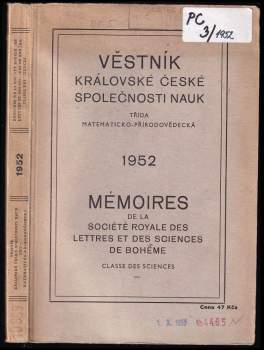 PC
3/1952
VĚSTNÍK
KRÁLOVSKÉ ČESKÉ
SPOLEČNOSTI NAUK
TŘÍDA
MATEMATICKO-PŘÍRODOVĚDECKÁ
1952
MÉMOIRES
DE LA
SOCIÉTÉ ROYALE DES
LETTRES ET DES SCIENCES
DE BOHÊME
CLASSE DES SCIENCES
Cena 47 Kčs
1952